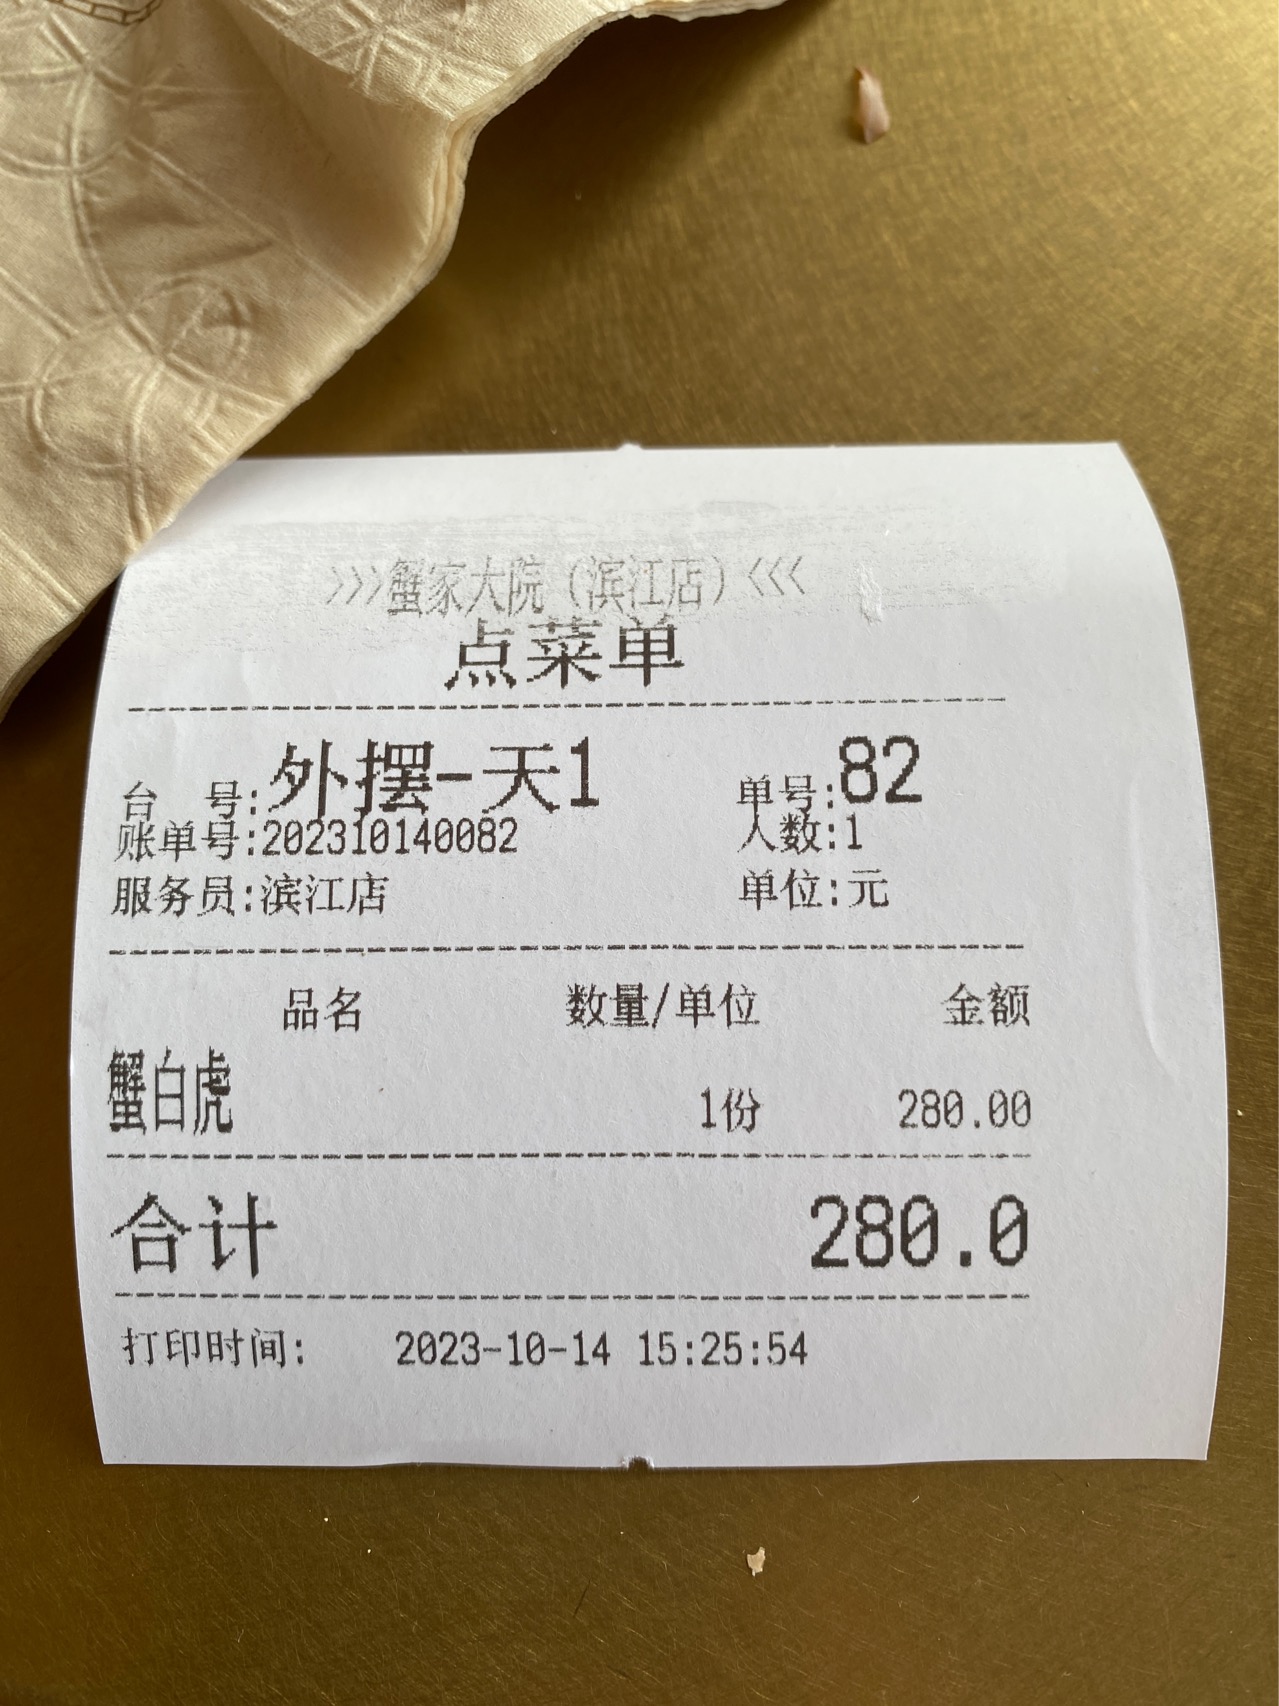 >>>蟹家大院（滨江店）<<<
点菜单
台 号:外摆-天1 单号:82
账单号:202310140082 人数:1
服务员:滨江店 单位:元
品名 数量/单位 金额
蟹白虎
1份 280.00
合计 280.0
打印时间: 2023-10-14 15:25:54